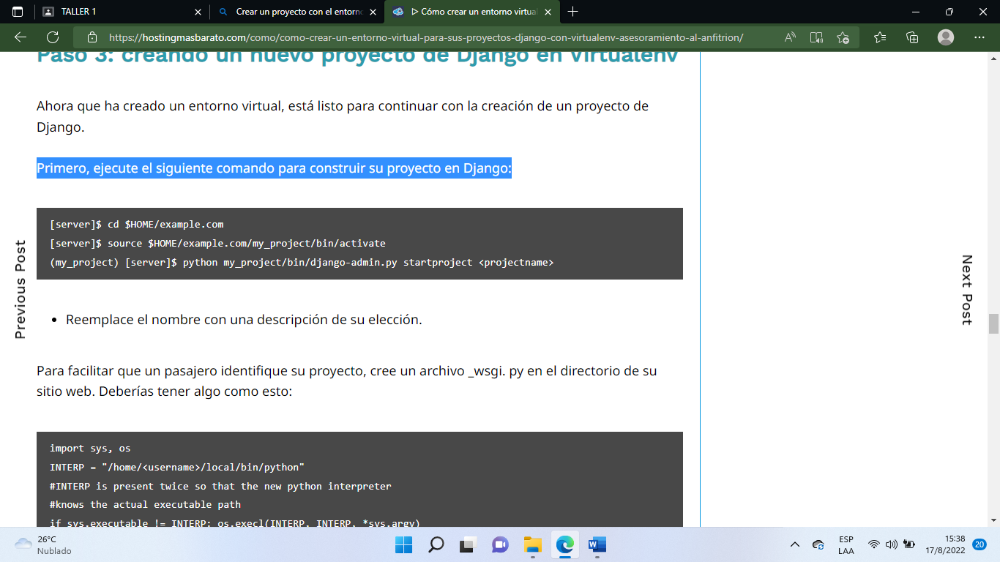 TALLER 1
Crear un proyecto con el entorn
▷ Cómo crear un entorno virtual
https://hostingmasbarato.com/como/como-crear-un-entorno-virtual-para-sus-proyectos-django-con-virtualenv-asesoramiento-al-anfitrion/
Paso 3: creando un nuevo proyecto de Django en Virtualenv
Ahora que ha creado un entorno virtual, está listo para continuar con la creación de un proyecto de
Django.
Primero, ejecute el siguiente comando para construir su proyecto en Django:
[server]$ cd $HOME/example.com
[server]$ source $HOME/example.com/my_project/bin/activate
(my_project) [server]$ python my_project/bin/django-admin.py startproject <projectname>
Previous Post
Next Post
• Reemplace el nombre con una descripción de su elección.
Para facilitar que un pasajero identifique su proyecto, cree un archivo _wsgi. py en el directorio de su
sitio web. Deberías tener algo como esto:
import sys, os
INTERP = "/home/<username>/local/bin/python"
#INTERP is present twice so that the new python interpreter
#knows the actual executable path
if sys.executable != INTERP: os.execl(INTERP, INTERP, *sys.argv)
26°C
Nublado
ESP
LAA
15:38
17/8/2022
20